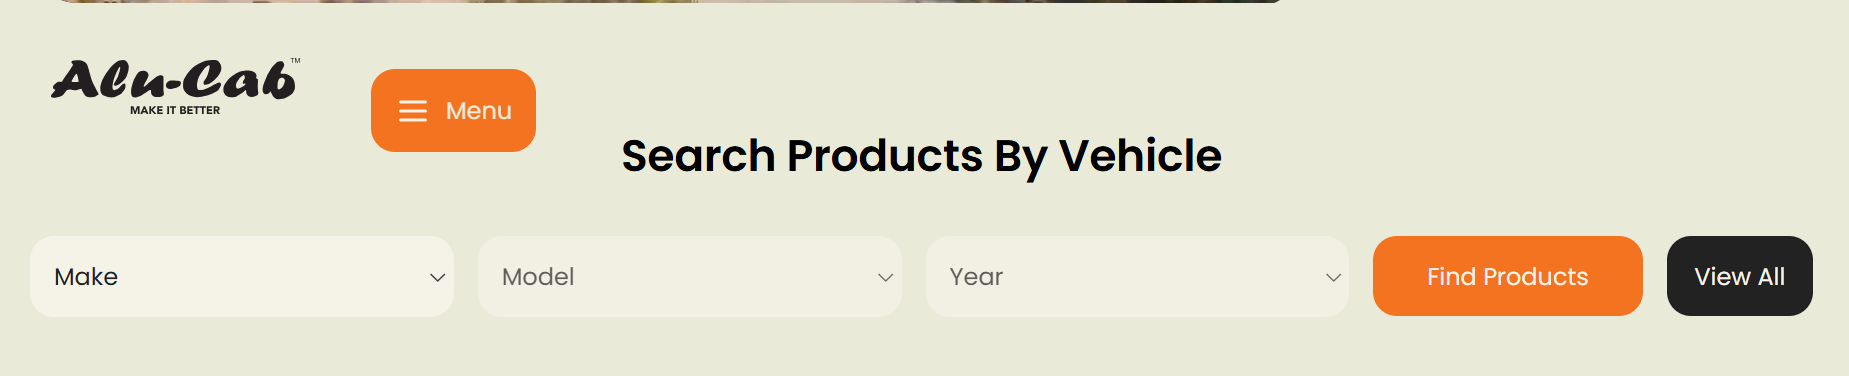 Alu-Cab™
MAKE IT BETTER
Menu
Search Products By Vehicle
Make
Model
Year
Find Products
View All